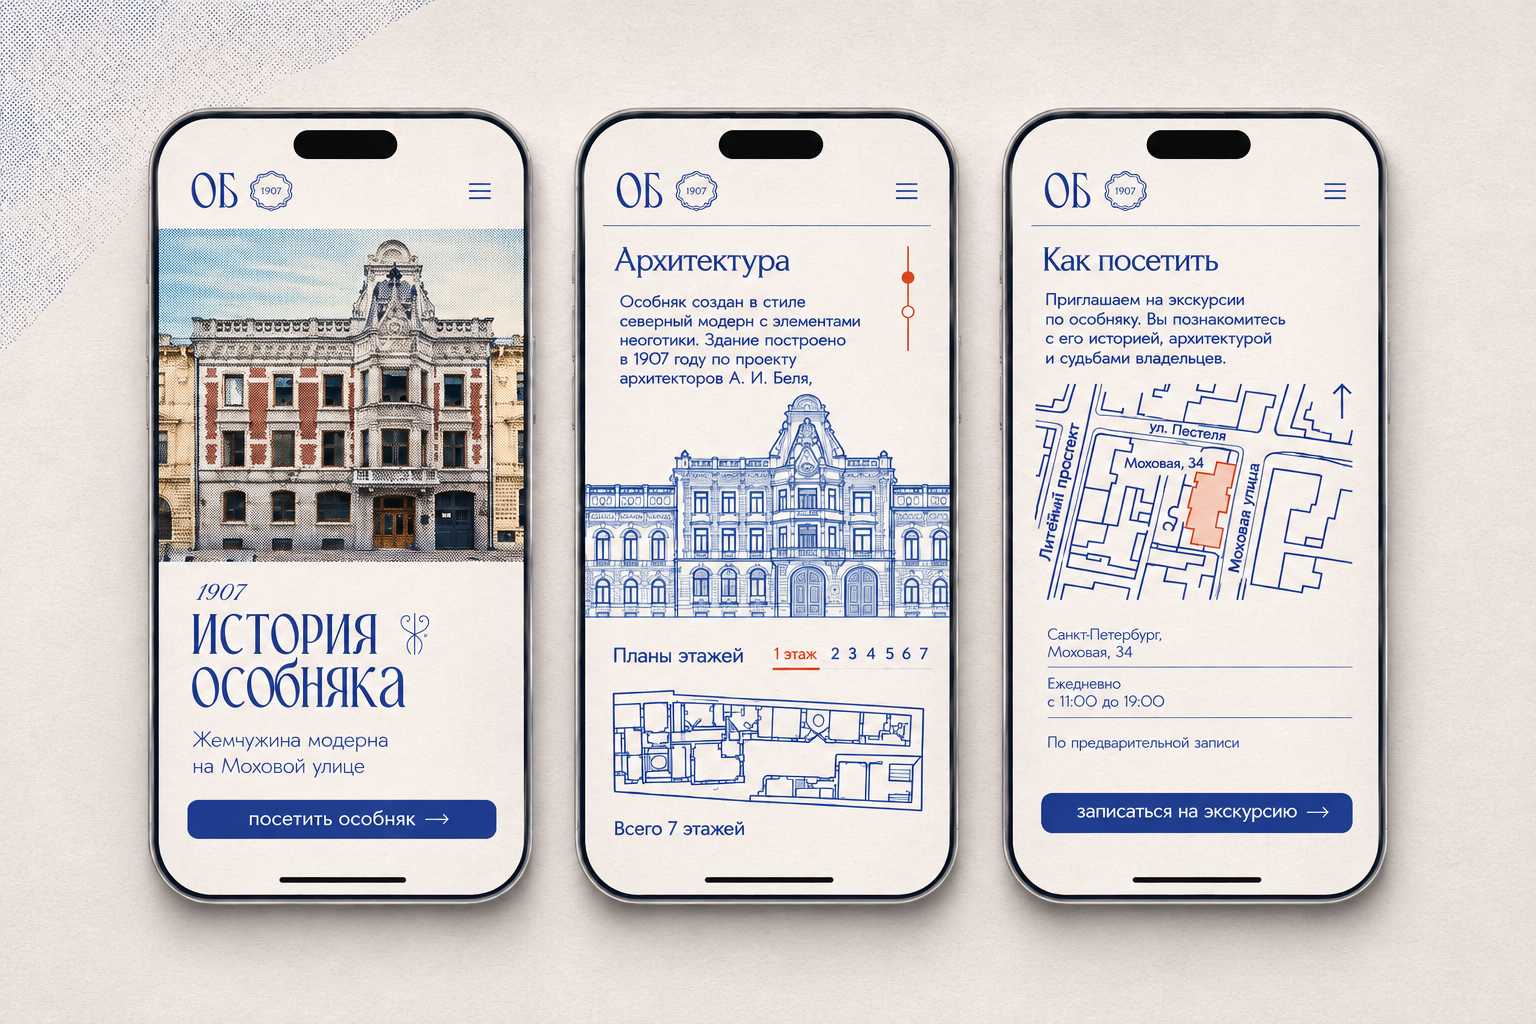 ОБ
1907
1907
ИСТОРИЯ
ОСОБНЯКА
Жемчужина модерна
на Моховой улице
посетить особняк →
ОБ
1907
Архитектура
Особняк создан в стиле
северный модерн с элементами
неоготики. Здание построено
в 1907 году по проекту
архитекторов А. И. Беля,
Планы этажей
1 этаж 2 3 4 5 6 7
Всего 7 этажей
ОБ
1907
Как посетить
Приглашаем на экскурсии
по особняку. Вы познакомитесь
с его историей, архитектурой
и судьбами владельцев.
ул. Пестеля
Моховая, 34
Литейный проспект
Моховая улица
Санкт-Петербург,
Моховая, 34
Ежедневно
с 11:00 до 19:00
По предварительной записи
записаться на экскурсию →